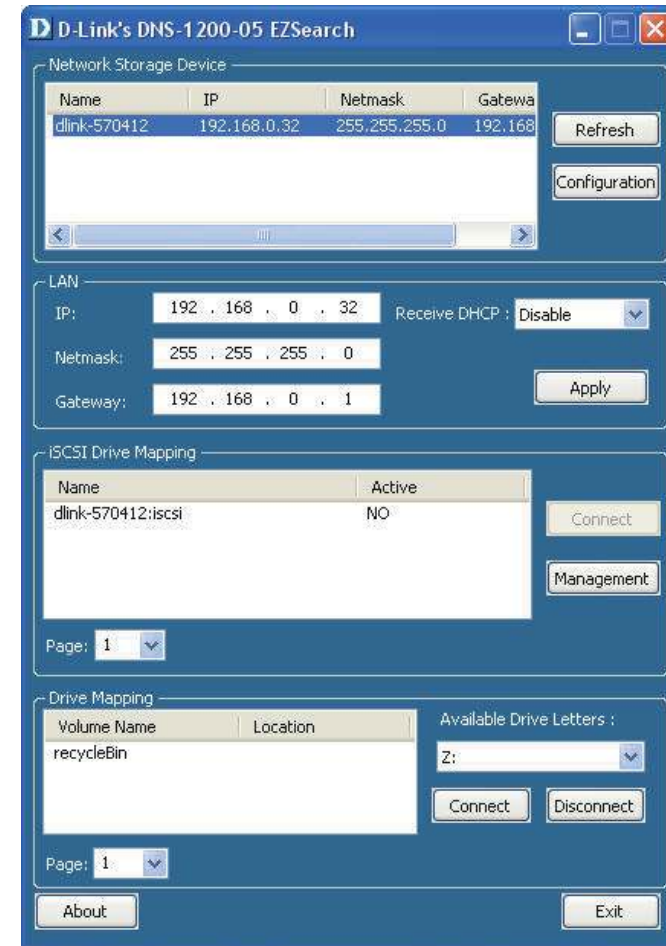 D-Link's DNS-1200-05 EZSearch
Network Storage Device
Name IP Netmask Gatewa
dlink-570412 192.168.0.32 255.255.255.0 192.168
Refresh
Configuration
LAN
IP: 192 . 168 . 0 . 32 Receive DHCP : Disable
Netmask: 255 . 255 . 255 . 0
Gateway: 192 . 168 . 0 . 1
Apply
iSCSI Drive Mapping
Name Active
dlink-570412:iscsi NO
Connect
Management
Page: 1
Drive Mapping
Volume Name Location
recycleBin
Available Drive Letters :
Z:
Connect Disconnect
Page: 1
About Exit